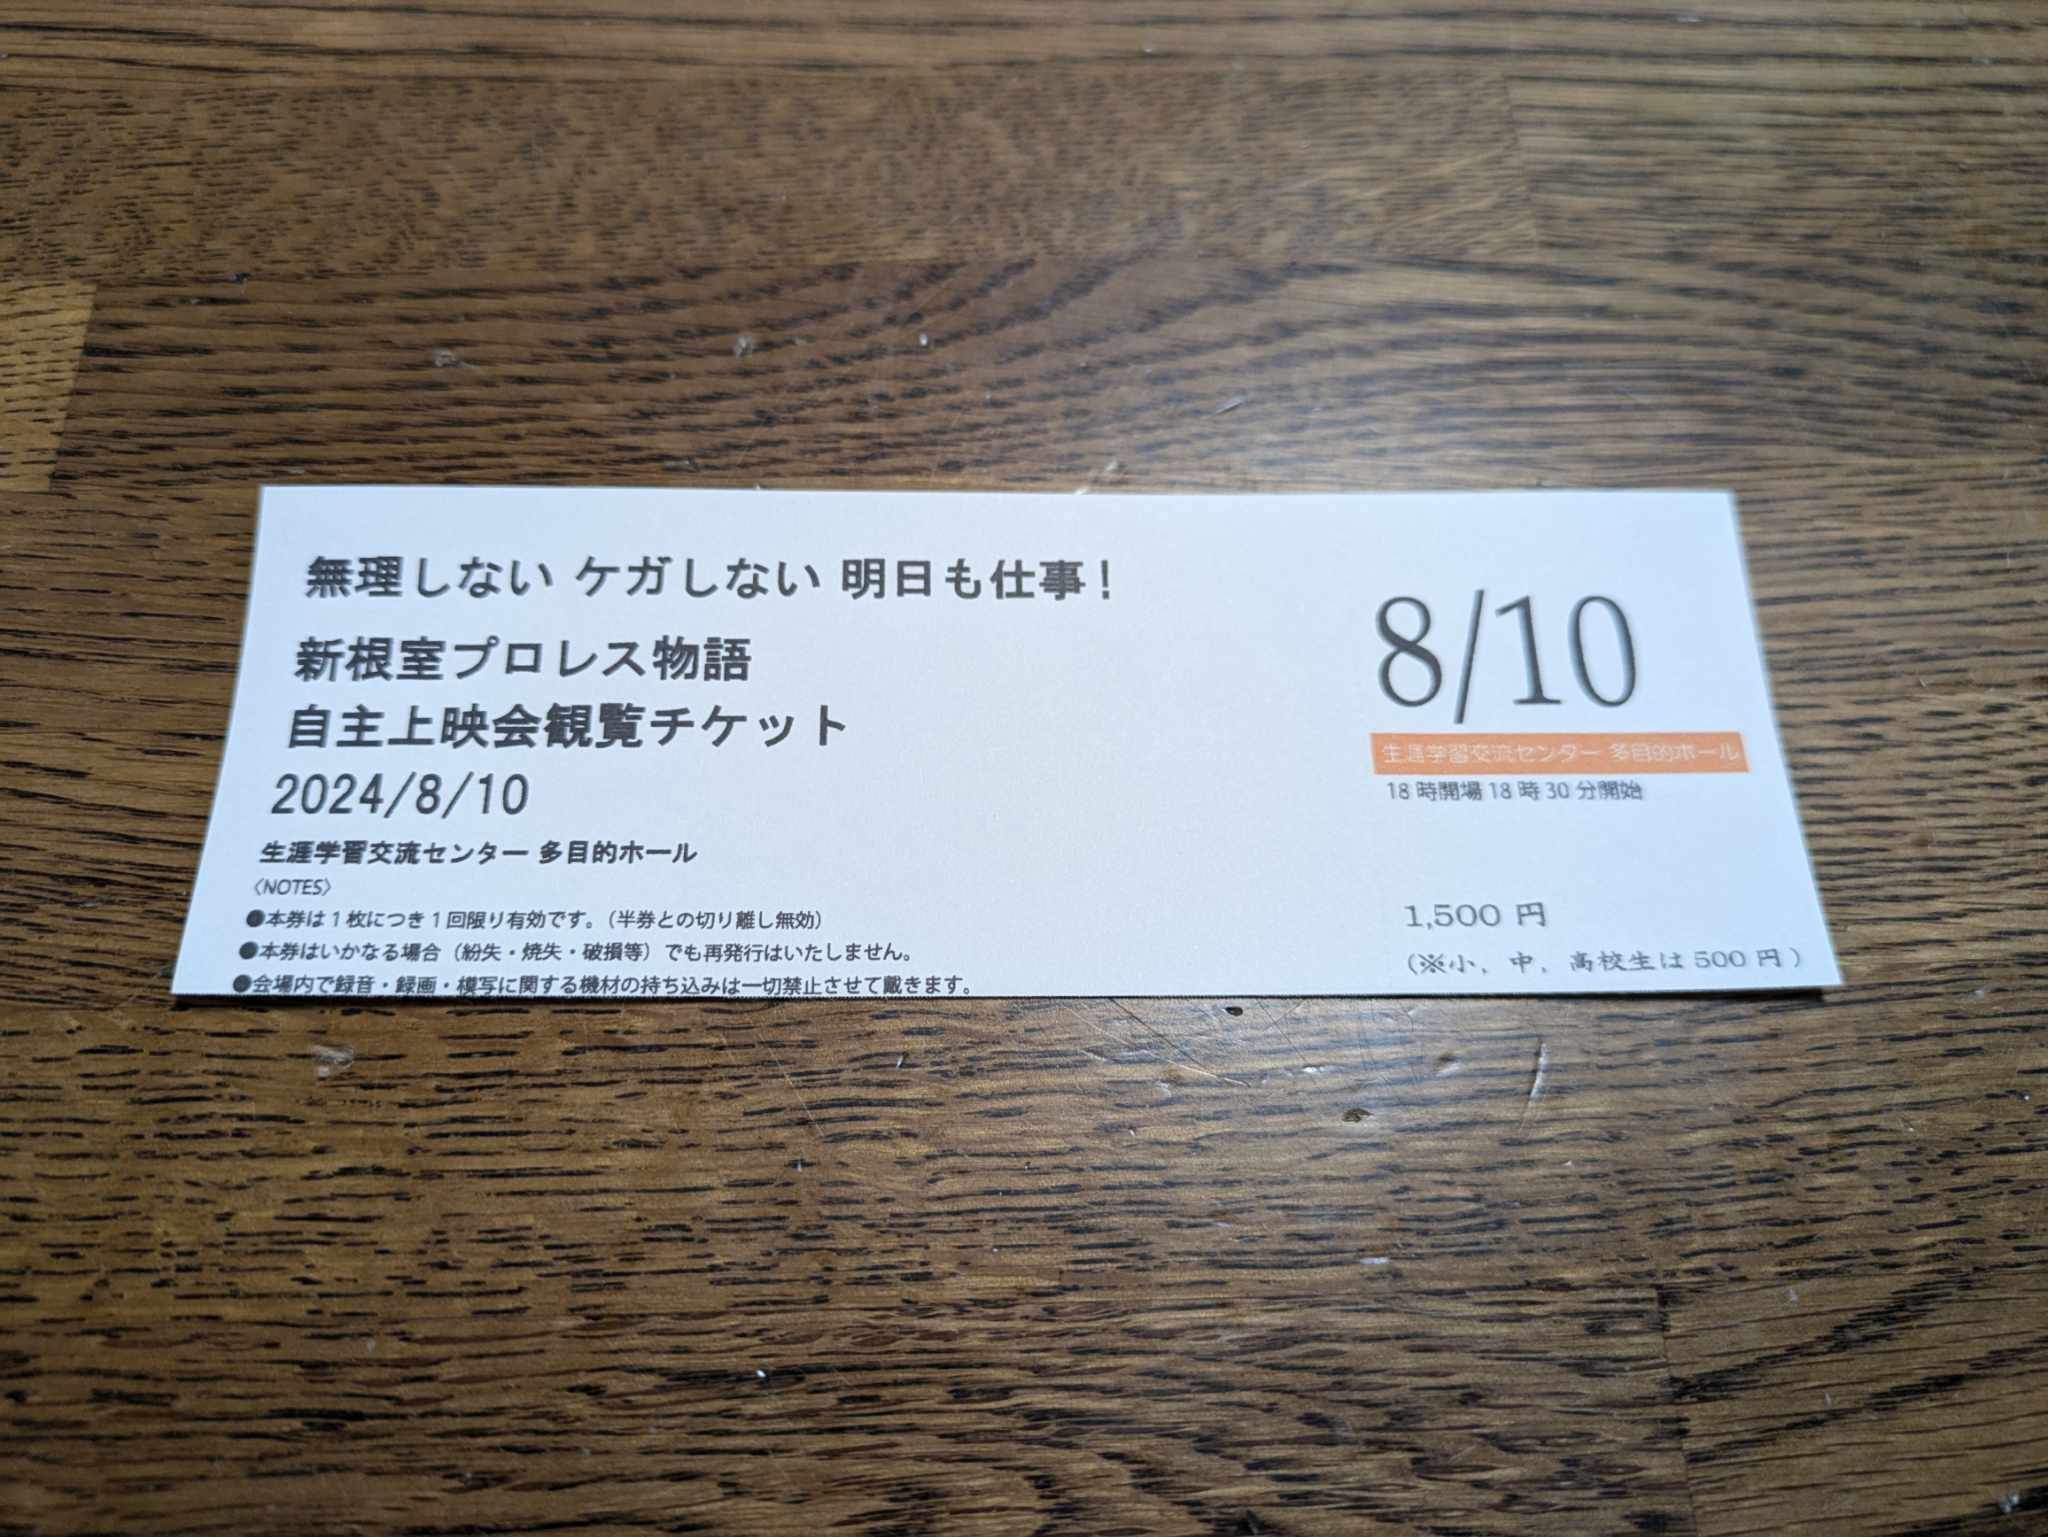 無理しない ケガしない 明日も仕事！
新根室プロレス物語
自主上映会観覧チケット
2024/8/10
生涯学習交流センター 多目的ホール
〈NOTES〉
●本券は1枚につき1回限り有効です。（半券との切り離し無効）
●本券はいかなる場合（紛失・焼失・破損等）でも再発行はいたしません。
●会場内で録音・録画・模写に関する機材の持ち込みは一切禁止させて戴きます。
8/10
生涯学習交流センター 多目的ホール
18時開場18時30分開始
1,500 円
（※小，中，高校生は500円）